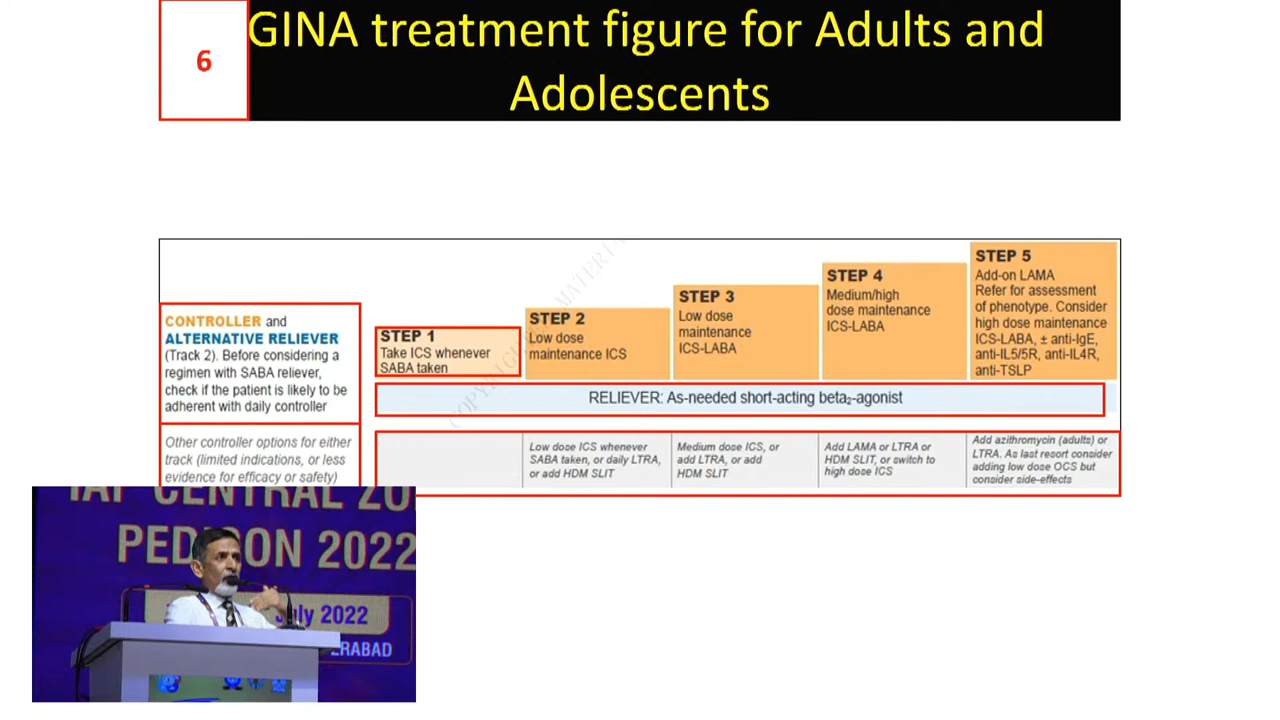 6
GINA treatment figure for Adults and
Adolescents
CONTROLLER and
ALTERNATIVE RELIEVER
(Track 2). Before considering a
regimen with SABA reliever,
check if the patient is likely to be
adherent with daily controller
STEP 1
Take ICS whenever
SABA taken
STEP 2
Low dose
maintenance ICS
STEP 3
Low dose
maintenance
ICS-LABA
STEP 4
Medium/high
dose maintenance
ICS-LABA
STEP 5
Add-on LAMA
Refer for assessment
of phenotype. Consider
high dose maintenance
ICS-LABA, ± anti-IgE,
anti-IL5/5R, anti-IL4R,
anti-TSLP
RELIEVER: As-needed short-acting beta₂-agonist
Other controller options for either
track (limited indications, or less
evidence for efficacy or safety)
Low dose ICS whenever
SABA taken, or daily LTRA,
or add HDM SLIT
Medium dose ICS, or
add LTRA, or add
HDM SLIT
Add LAMA or LTRA or
HDM SLIT, or switch to
high dose ICS
Add azithromycin (adults) or
LTRA. As last resort consider
adding low dose OCS but
consider side-effects
COPYRIGHT MATERI
IAP CENTRAL ZO
PEDICON 2022
July 2022
ERABAD